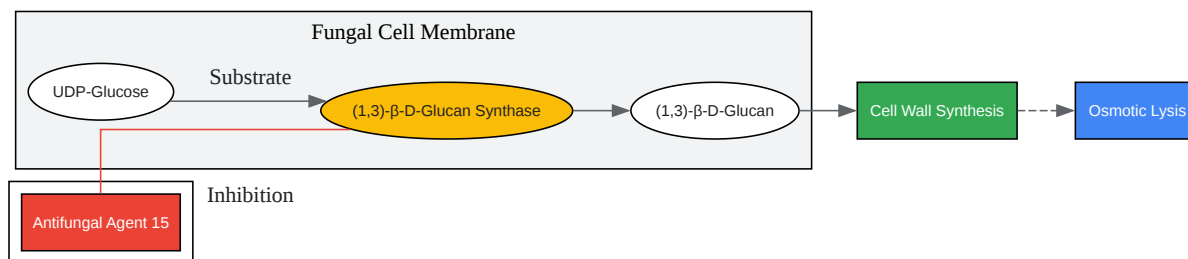 Fungal Cell Membrane
UDP-Glucose
Substrate
(1,3)-β-D-Glucan Synthase
(1,3)-β-D-Glucan
Cell Wall Synthesis
Osmotic Lysis
Inhibition
Antifungal Agent 15